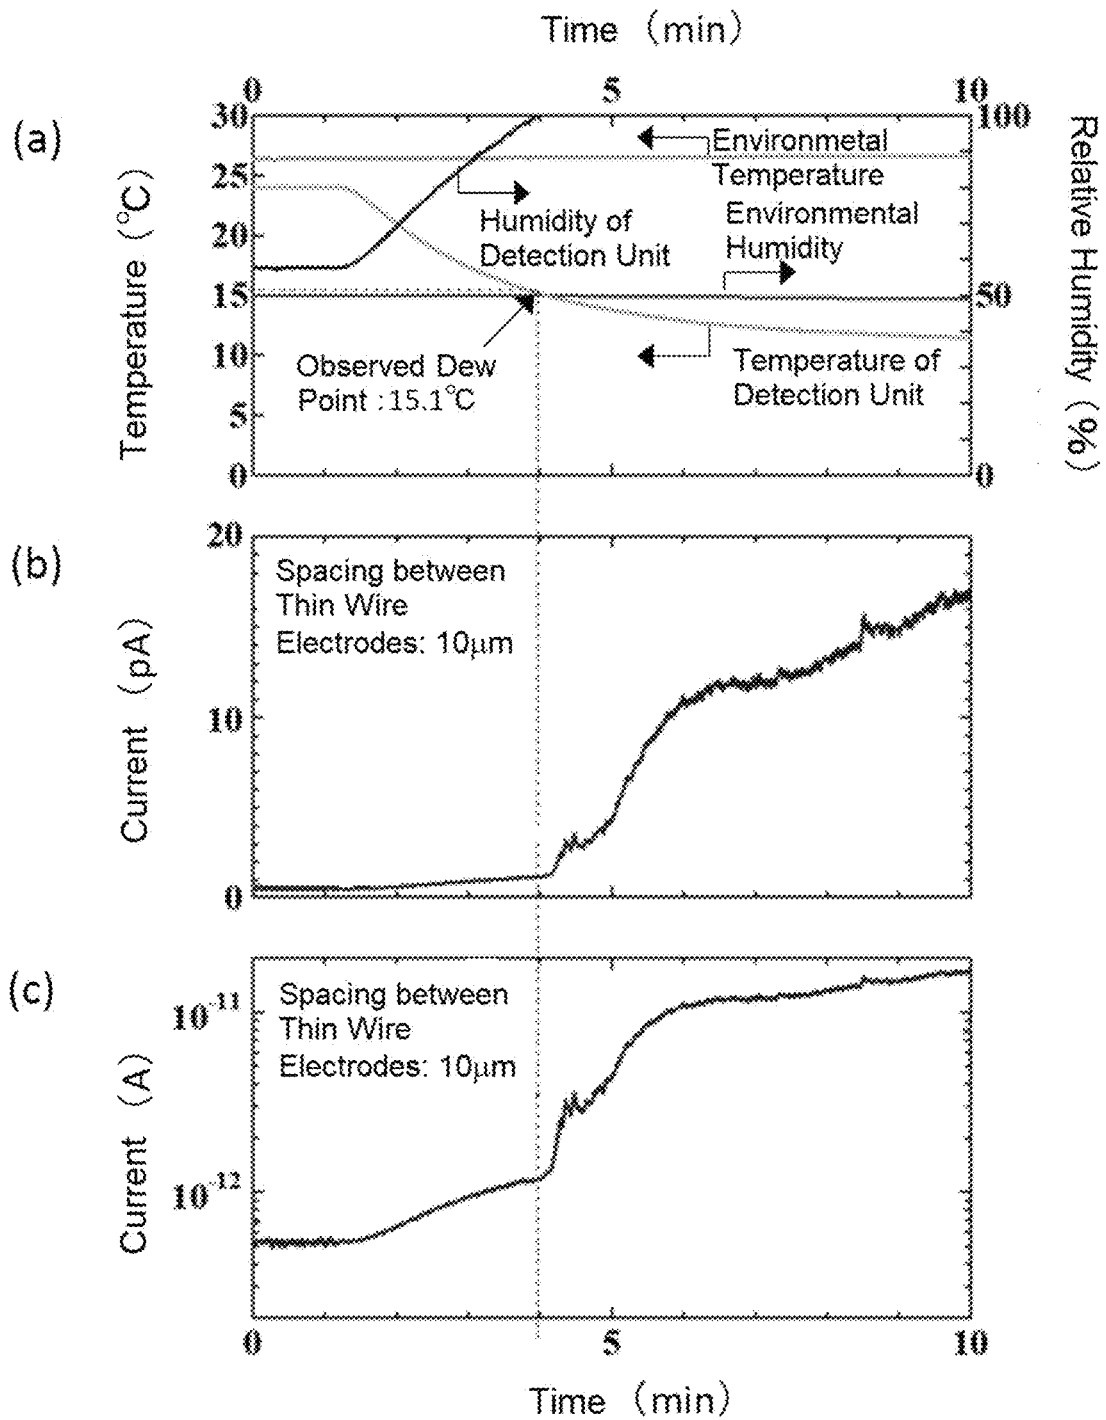 Time (min)
0 5 10
(a)
30 100
25
20
15 50
10
5
0 0
Temperature (°C)
Relative Humidity (%)
Environmetal
Temperature
Humidity of
Detection Unit
Environmental
Humidity
Observed Dew
Point : 15.1°C
Temperature of
Detection Unit
(b)
20
10
0
Current (pA)
Spacing between
Thin Wire
Electrodes: 10μm
(c)
10⁻¹¹
10⁻¹²
Current (A)
Spacing between
Thin Wire
Electrodes: 10μm
0 5 10
Time (min)